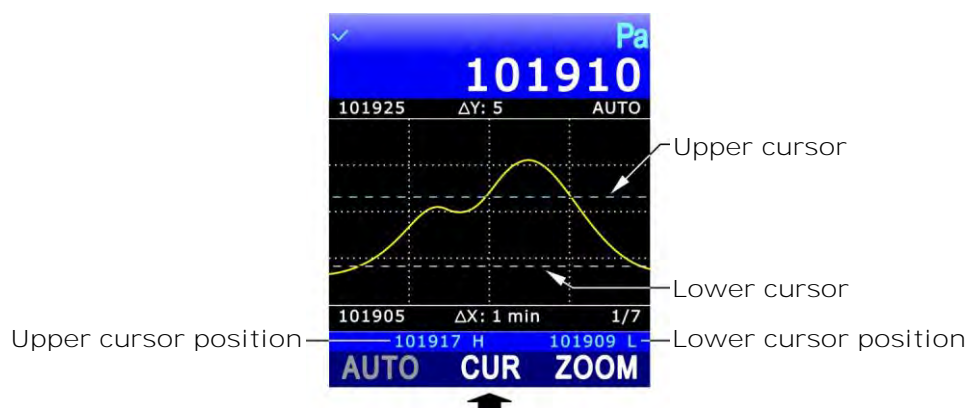 Pa
101910
101925 ΔY: 5 AUTO
Upper cursor
Lower cursor
101905 ΔX: 1 min 1/7
Upper cursor position 101917 H 101909 L Lower cursor position
AUTO CUR ZOOM